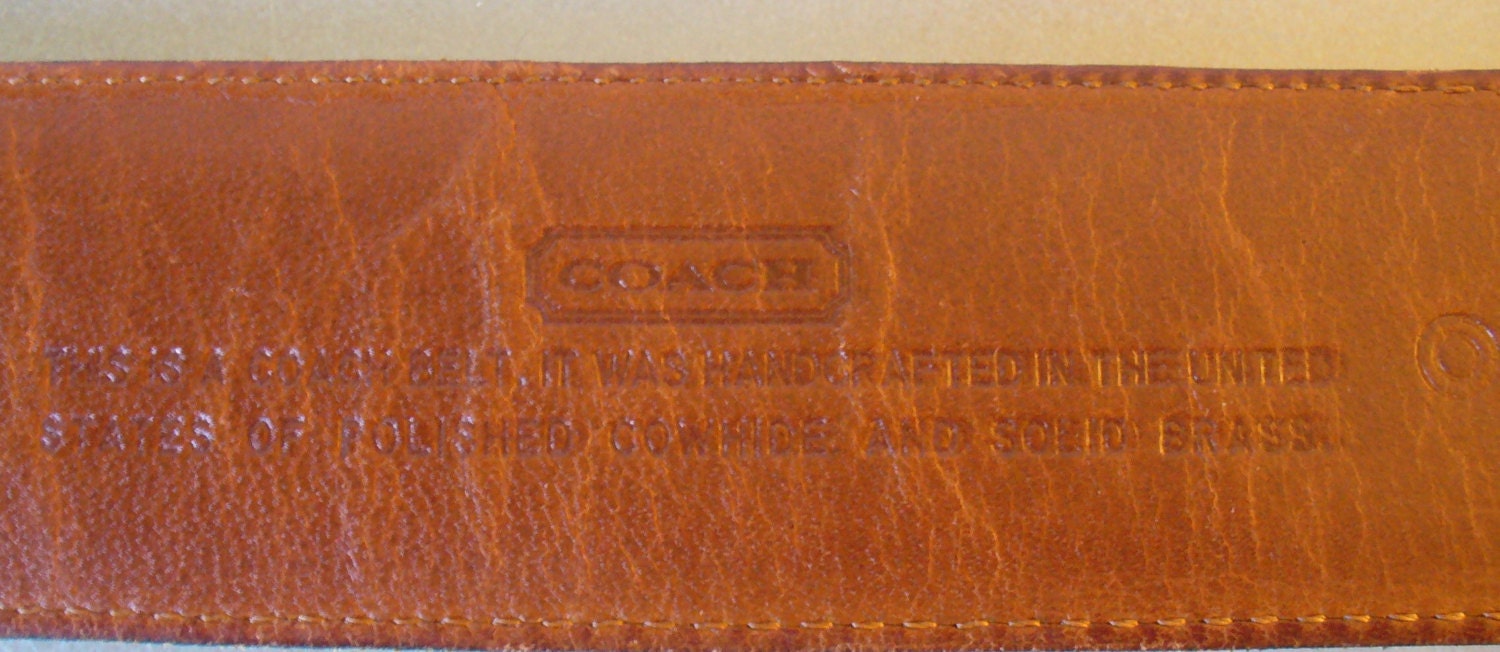 COACH
THIS IS A COACH BELT. IT WAS HANDCRAFTED IN THE UNITED
STATES OF POLISHED COWHIDE AND SOLID BRASS.